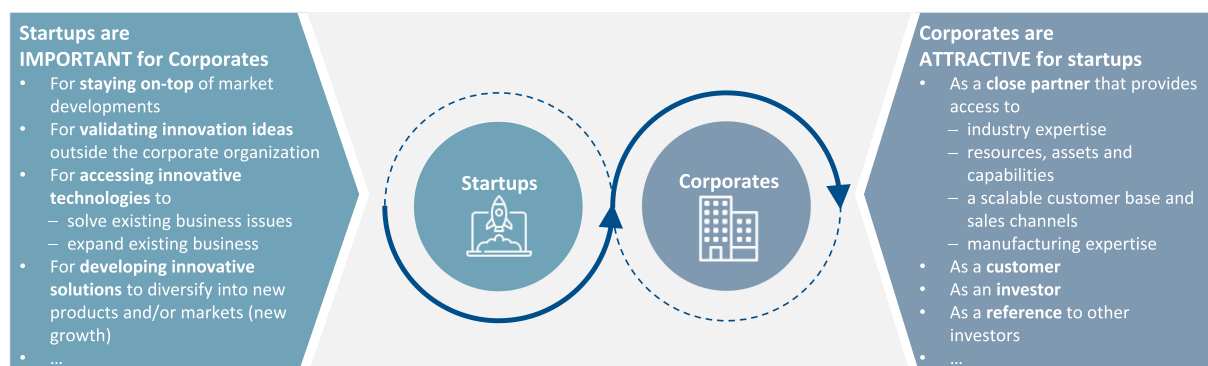 Startups are
IMPORTANT for Corporates
• For staying on-top of market
developments
• For validating innovation ideas
outside the corporate organization
• For accessing innovative
technologies to
– solve existing business issues
– expand existing business
• For developing innovative
solutions to diversify into new
products and/or markets (new
growth)
• ...
Startups
Corporates
Corporates are
ATTRACTIVE for startups
• As a close partner that provides
access to
– industry expertise
– resources, assets and
capabilities
– a scalable customer base and
sales channels
– manufacturing expertise
• As a customer
• As an investor
• As a reference to other
investors
• ...